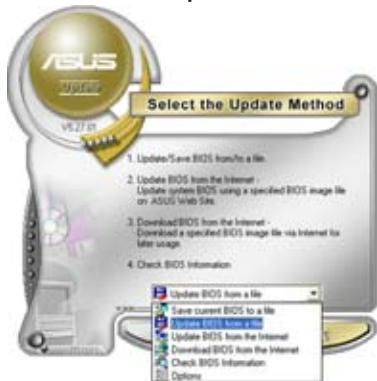 ASUS
Update
Select the Update Method
1. Update/Save BIOS from/to a file.
2. Update BIOS from the Internet -
Update system BIOS using a specified BIOS image file
on ASUS Web Site.
3. Download BIOS from the Internet -
Download a specified BIOS image file via Internet for
later usage.
4. Check BIOS Information
Update BIOS from a file
Save current BIOS to a file
Update BIOS from a file
Update BIOS from the Internet
Download BIOS from the Internet
Check BIOS Information
Options